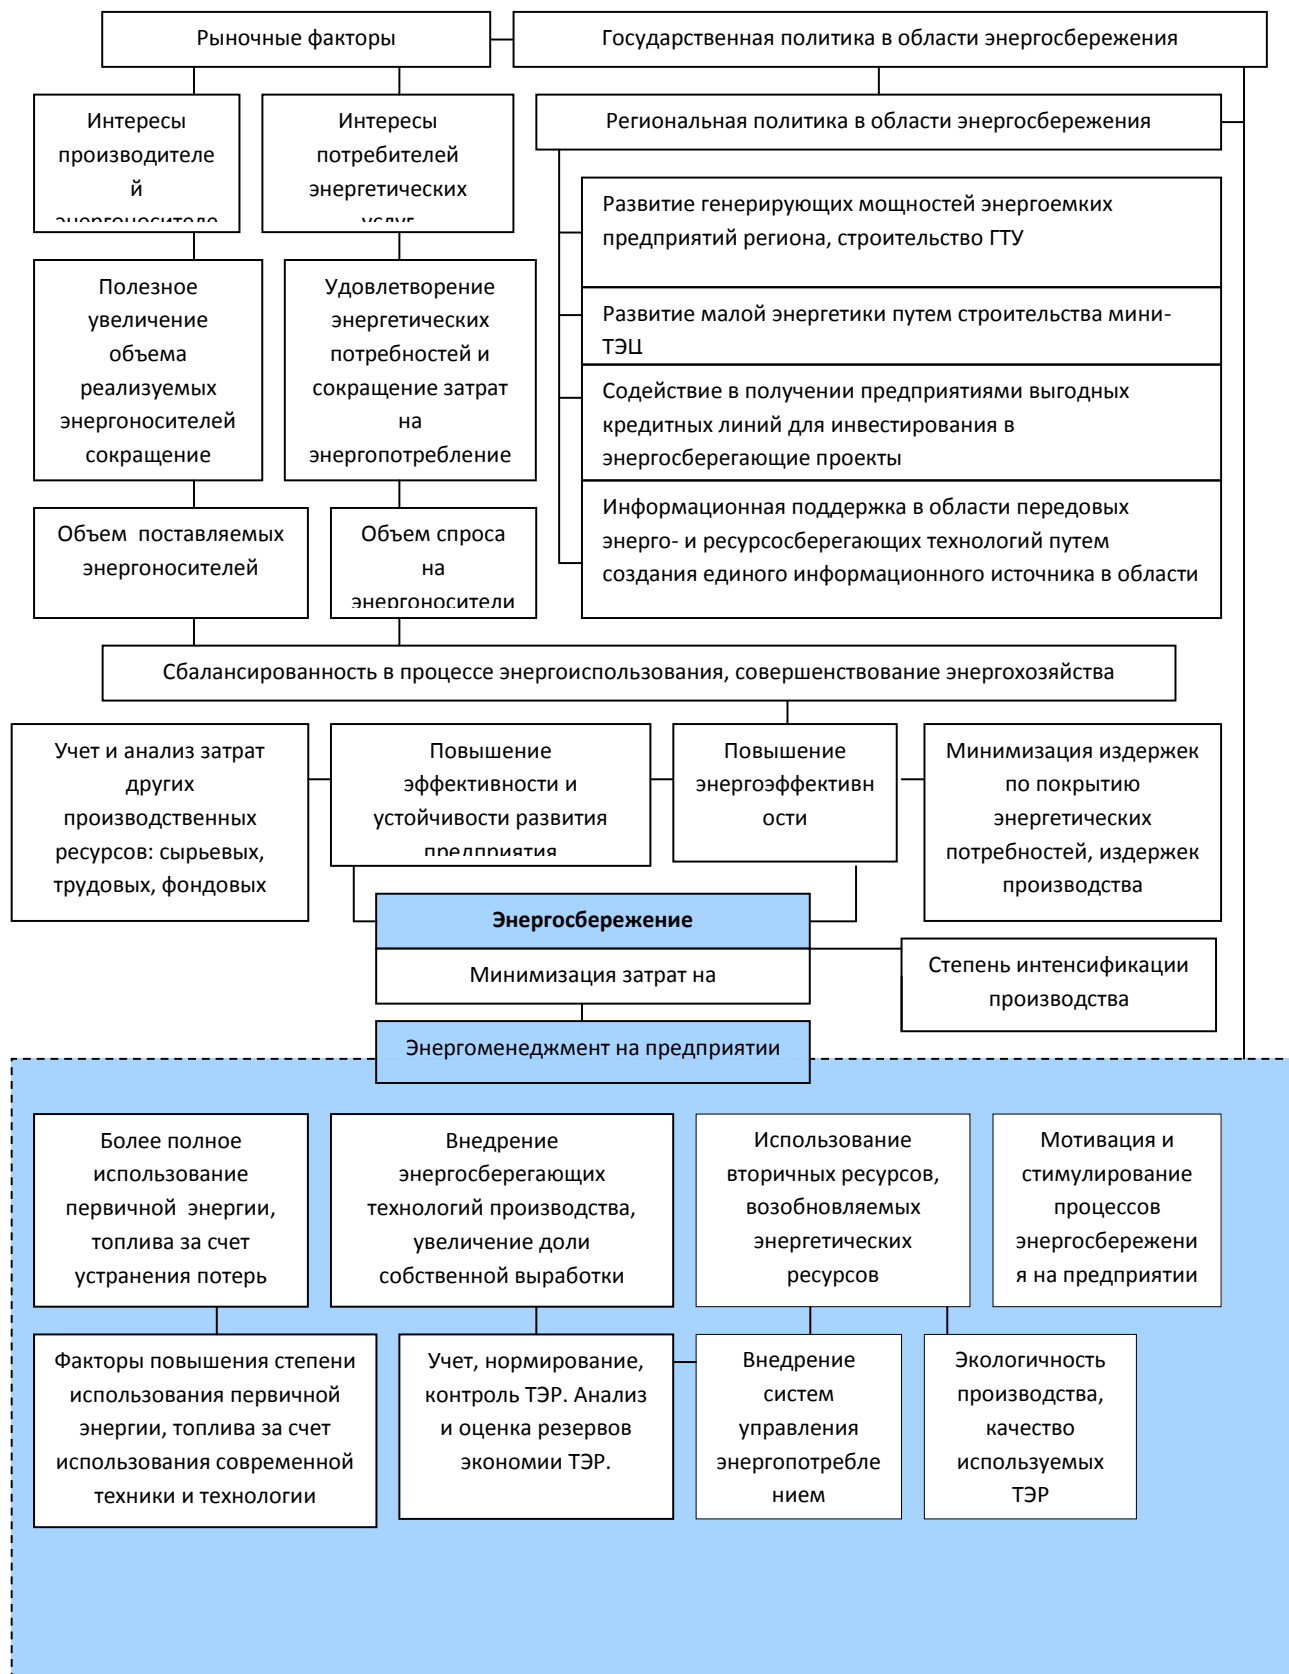 Рыночные факторы
Государственная политика в области энергосбережения
Интересы
производителе
й
энергоносителе
Интересы
потребителей
энергетических
услуг
Региональная политика в области энергосбережения
Развитие генерирующих мощностей энергоемких
предприятий региона, строительство ГТУ
Развитие малой энергетики путем строительства мини-
ТЭЦ
Содействие в получении предприятиями выгодных
кредитных линий для инвестирования в
энергосберегающие проекты
Информационная поддержка в области передовых
энерго- и ресурсосберегающих технологий путем
создания единого информационного источника в области
Полезное
увеличение
объема
реализуемых
энергоносителей
сокращение
Удовлетворение
энергетических
потребностей и
сокращение затрат
на
энергопотребление
Объем  поставляемых
энергоносителей
Объем спроса
на
энергоносители
Сбалансированность в процессе энергоиспользования, совершенствование энергохозяйства
Учет и анализ затрат
других
производственных
ресурсов: сырьевых,
трудовых, фондовых
Повышение
эффективности и
устойчивости развития
предприятия
Повышение
энергоэффективн
ости
Минимизация издержек
по покрытию
энергетических
потребностей, издержек
производства
Энергосбережение
Минимизация затрат на
Степень интенсификации
производства
Энергоменеджмент на предприятии
Более полное
использование
первичной  энергии,
топлива за счет
устранения потерь
Внедрение
энергосберегающих
технологий производства,
увеличение доли
собственной выработки
Использование
вторичных ресурсов,
возобновляемых
энергетических
ресурсов
Мотивация и
стимулирование
процессов
энергосбережени
я на предприятии
Факторы повышения степени
использования первичной
энергии, топлива за счет
использования современной
техники и технологии
Учет, нормирование,
контроль ТЭР. Анализ
и оценка резервов
экономии ТЭР.
Внедрение
систем
управления
энергопотребле
нием
Экологичность
производства,
качество
используемых
ТЭР